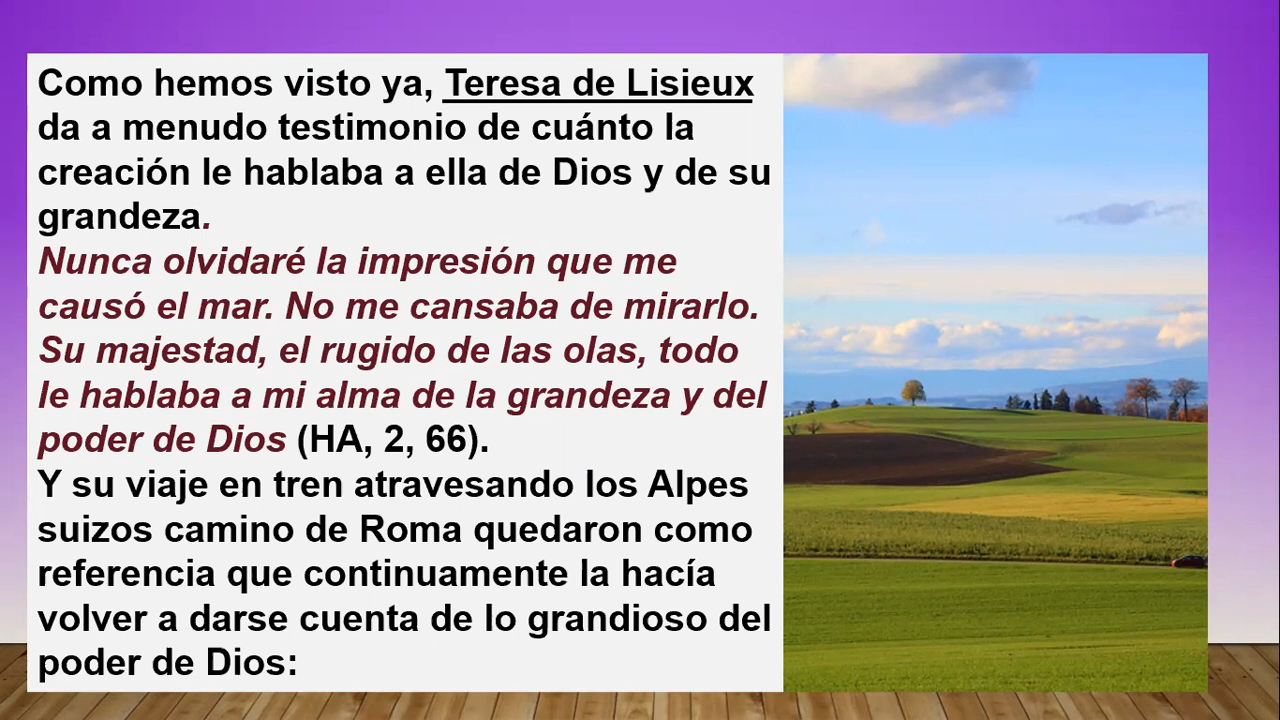 Como hemos visto ya, Teresa de Lisieux
da a menudo testimonio de cuánto la
creación le hablaba a ella de Dios y de su
grandeza.
Nunca olvidaré la impresión que me
causó el mar. No me cansaba de mirarlo.
Su majestad, el rugido de las olas, todo
le hablaba a mi alma de la grandeza y del
poder de Dios (HA, 2, 66).
Y su viaje en tren atravesando los Alpes
suizos camino de Roma quedaron como
referencia que continuamente la hacía
volver a darse cuenta de lo grandioso del
poder de Dios: